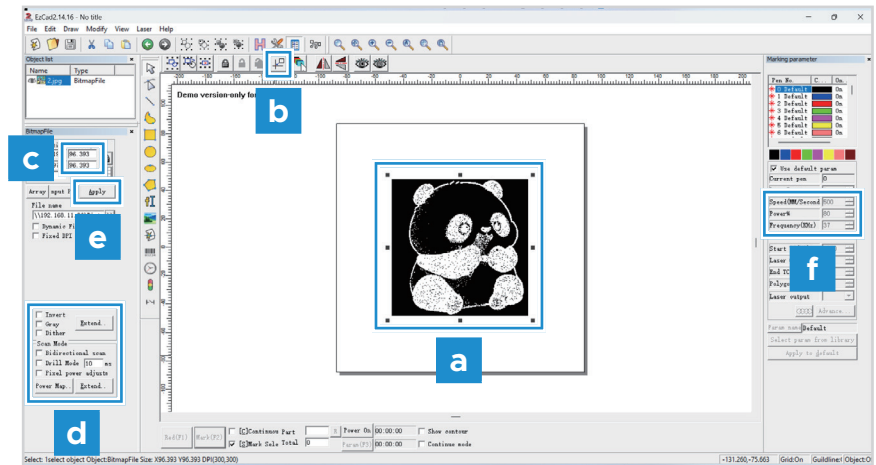 EzCad2.14.16 - No title
File Edit Draw Modify View Laser Help
Object list
Name Type
2.jpg BitmapFile
Demo version-only fo
b
BitmapFile
c
96.393
96.393
Array
Apply
e
File name
\\192.168.11
Dynamic
Fixed DPI
Invert
Gray
Extend..
Dither
Scan Mode
Bidirectional scan
Drill Mode 10 ms
Pixel power adjusts
Power Map.. Extend..
d
a
Marking parameter
Pen No. C.. On..
0 Default On
1 Default On
2 Default On
3 Default On
4 Default On
5 Default On
6 Default On
Use default param
Current pen 0
Speed(MM/Second 500
Power% 80
Frequency(KHz) 37
f
Start
Laser
End TC
Polyg
Laser output
Advance..
Param name Default
Select param from library
Apply to default
Red(F1) Mark(F2) [C]Continuou Part R Power On 00:00:00 Show contour
[S]Mark Sele Total 0 Param(F3) 00:00:00 Continue mode
Select: 1select object Object:BitmapFile Size: X96.393 Y96.393 DPI(300,300) -131.260,-75.663 Grid:On Guildline:( Object:O